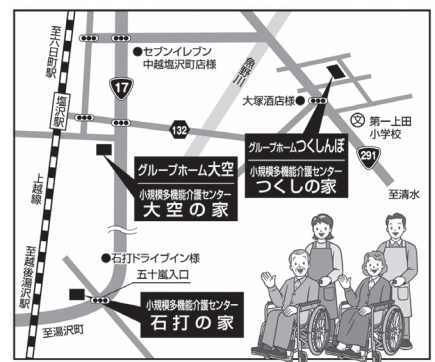 至六日町駅
セブンイレブン
中越塩沢町店様
魚野川
17
大塚酒店様
文 第一上田
小学校
塩沢駅
132
グループホームつくしんぼ
小規模多機能介護センター
つくしの家
291
至清水
グループホーム大空
小規模多機能介護センター
大空の家
上越線
至越後湯沢駅
石打ドライブイン様
五十嵐入口
小規模多機能介護センター
石打の家
至湯沢町